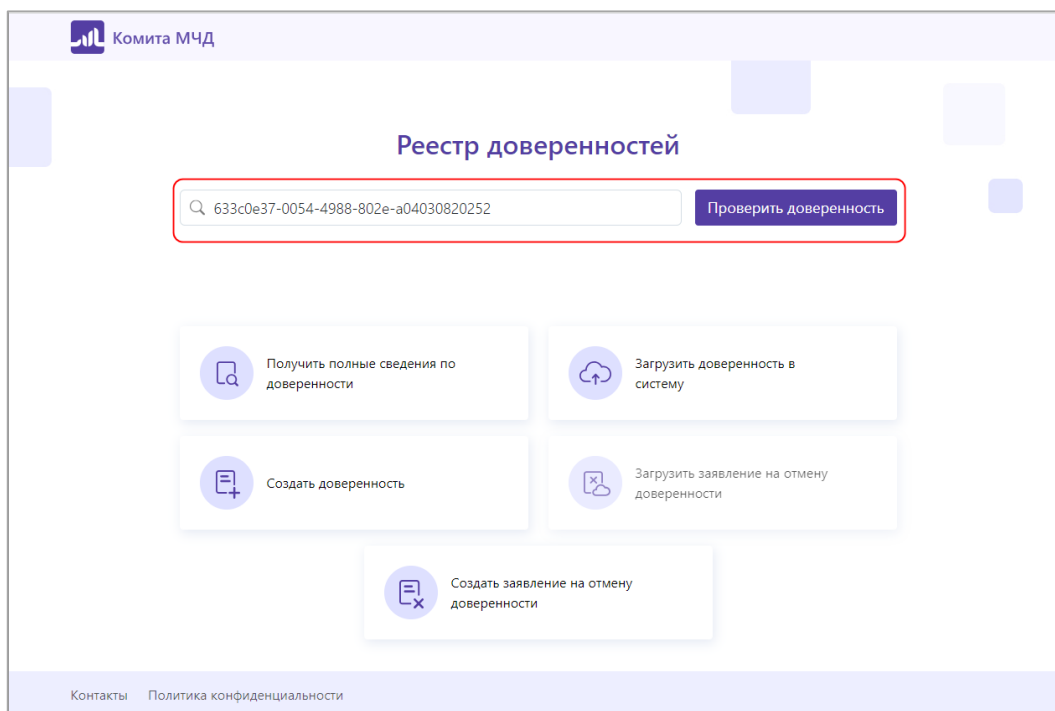 Комита МЧД
Реестр доверенностей
633c0e37-0054-4988-802e-a04030820252
Проверить доверенность
Получить полные сведения по
доверенности
Загрузить доверенность в
систему
Создать доверенность
Загрузить заявление на отмену
доверенности
Создать заявление на отмену
доверенности
Контакты Политика конфиденциальности